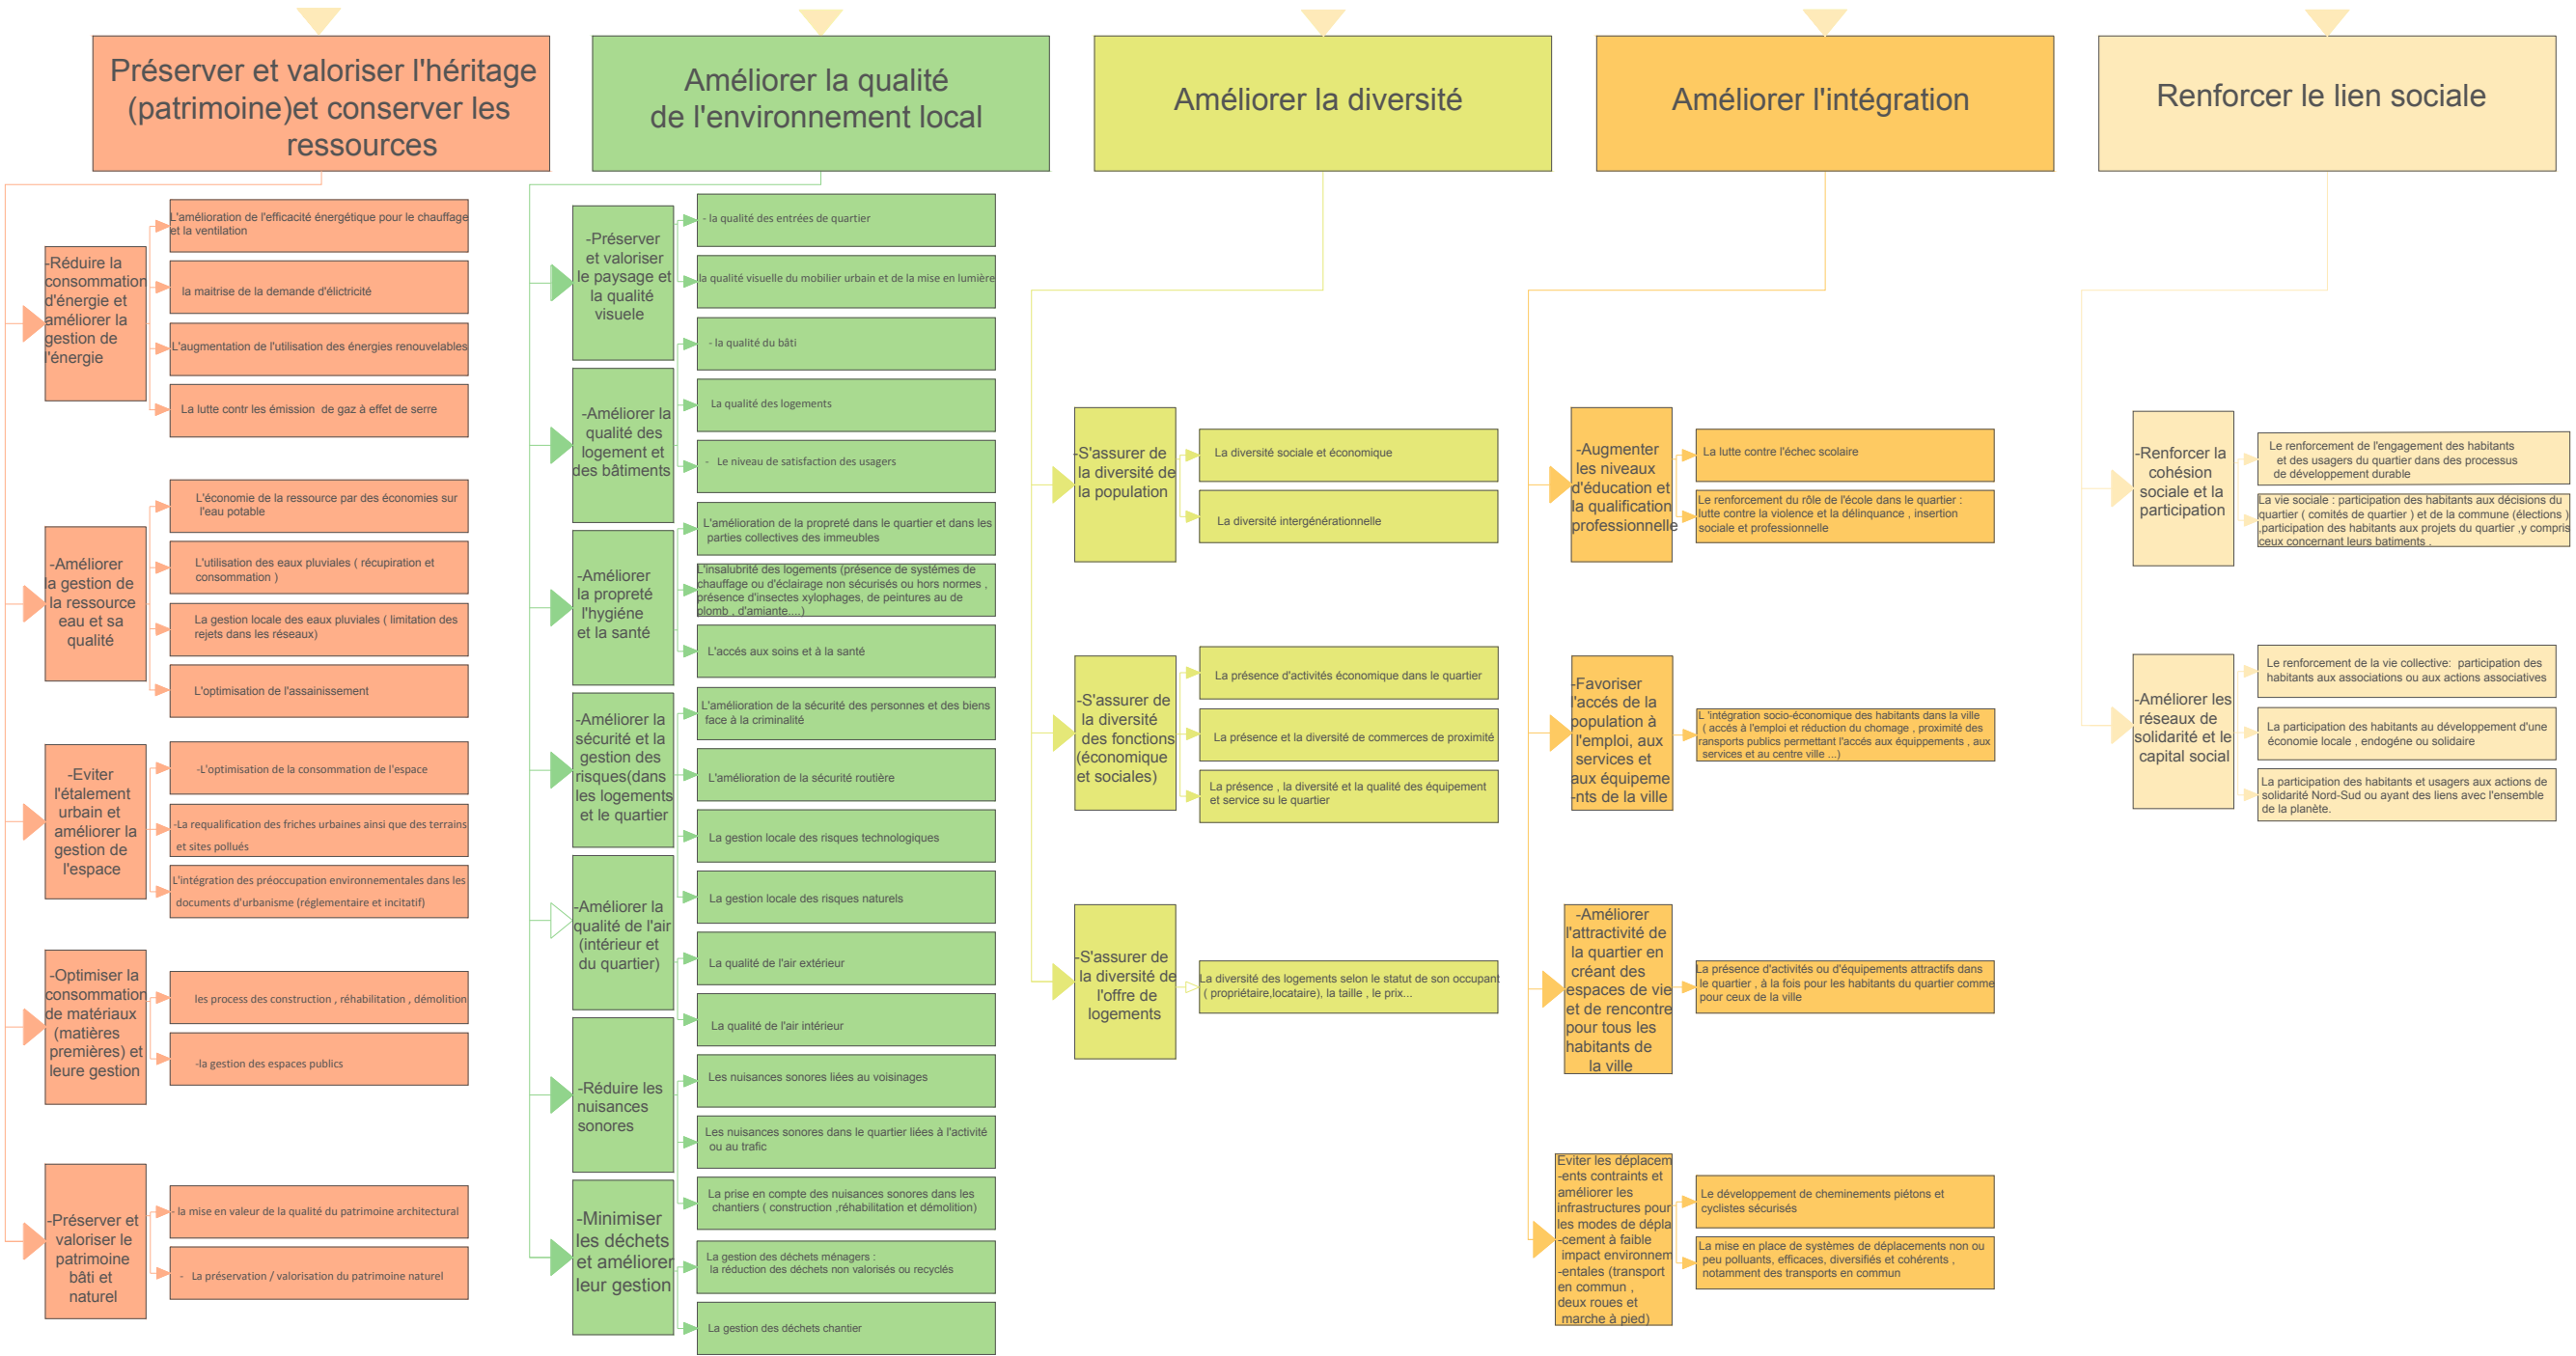 Préserver et valoriser l'héritage
(patrimoine)et conserver les
ressources
-Réduire la
consommation
d'énergie et
améliorer la
gestion de
l'énergie
L'amélioration de l'efficacité énergétique pour le chauffage
et la ventilation
la maitrise de la demande d'élictricité
L'augmentation de l'utilisation des énergies renouvelables
La lutte contr les émission de gaz à effet de serre
-Améliorer
la gestion de
la ressource
eau et sa
qualité
L'économie de la ressource par des économies sur
l'eau potable
L'utilisation des eaux pluviales ( récupiration et
consommation )
La gestion locale des eaux pluviales ( limitation des
rejets dans les réseaux)
L'optimisation de l'assainissement
-Eviter
l'étalement
urbain et
améliorer la
gestion de
l'espace
-L'optimisation de la consommation de l'espace
-La requalification des friches urbaines ainsi que des terrains
et sites pollués
L'intégration des préoccupation environnementales dans les
documents d'urbanisme (réglementaire et incitatif)
-Optimiser la
consommation
de matériaux
(matières
premières) et
leure gestion
les process des construction , réhabilitation , démolition
-la gestion des espaces publics
-Préserver et
valoriser le
patrimoine
bâti et
naturel
- la mise en valeur de la qualité du patrimoine architectural
- La préservation / valorisation du patrimoine naturel
Améliorer la qualité
de l'environnement local
-Préserver
et valoriser
le paysage et
la qualité
visuele
- la qualité des entrées de quartier
la qualité visuelle du mobilier urbain et de la mise en lumière
-Améliorer la
qualité des
logement et
des bâtiments
- la qualité du bâti
La qualité des logements
- Le niveau de satisfaction des usagers
-Améliorer
la propreté
l'hygiéne
et la santé
L'amélioration de la propreté dans le quartier et dans les
parties collectives des immeubles
L'insalubrité des logements (présence de systémes de
chauffage ou d'éclairage non sécurisés ou hors normes ,
présence d'insectes xylophages, de peintures au de
plomb , d'amiante....)
L'accés aux soins et à la santé
-Améliorer la
sécurité et la
gestion des
risques(dans
les logements
et le quartier
L'amélioration de la sécurité des personnes et des biens
face à la criminalité
L'amélioration de la sécurité routière
La gestion locale des risques technologiques
La gestion locale des risques naturels
-Améliorer la
qualité de l'air
(intérieur et
du quartier)
La qualité de l'air extérieur
La qualité de l'air intérieur
-Réduire les
nuisances
sonores
Les nuisances sonores liées au voisinages
Les nuisances sonores dans le quartier liées à l'activité
ou au trafic
La prise en compte des nuisances sonores dans les
chantiers ( construction ,réhabilitation et démolition)
-Minimiser
les déchets
et améliorer
leur gestion
La gestion des déchets ménagers :
la réduction des déchets non valorisés ou recyclés
La gestion des déchets chantier
Améliorer la diversité
-S'assurer de
la diversité de
la population
La diversité sociale et économique
La diversité intergénérationnelle
-S'assurer de
la diversité
des fonctions
(économique
et sociales)
La présence d'activités économique dans le quartier
La présence et la diversité de commerces de proximité
La présence , la diversité et la qualité des équipement
et service su le quartier
-S'assurer de
la diversité de
l'offre de
logements
La diversité des logements selon le statut de son occupant
( propriétaire,locataire), la taille , le prix...
Améliorer l'intégration
-Augmenter
les niveaux
d'éducation et
la qualification
professionnelle
La lutte contre l'échec scolaire
Le renforcement du rôle de l'école dans le quartier :
lutte contre la violence et la délinquance , insertion
sociale et professionnelle
-Favoriser
l'accés de la
population à
l'emploi, aux
services et
aux équipeme
-nts de la ville
L 'intégration socio-économique des habitants dans la ville
( accés à l'emploi et réduction du chomage , proximité des
ransports publics permettant l'accés aux équippements , aux
services et au centre ville ...)
-Améliorer
l'attractivité de
la quartier en
créant des
espaces de vie
et de rencontre
pour tous les
habitants de
la ville
La présence d'activités ou d'équipements attractifs dans
le quartier , à la fois pour les habitants du quartier comme
pour ceux de la ville
Eviter les déplacem
-ents contraints et
améliorer les
infrastructures pour
les modes de dépla
-cement à faible
impact environnem
-entales (transport
en commun ,
deux roues et
marche à pied)
Le développement de cheminements piétons et
cyclistes sécurisés
La mise en place de systèmes de déplacements non ou
peu polluants, efficaces, diversifiés et cohérents ,
notamment des transports en commun
Renforcer le lien sociale
-Renforcer la
cohésion
sociale et la
participation
Le renforcement de l'engagement des habitants
et des usagers du quartier dans des processus
de développement durable
La vie sociale : participation des habitants aux décisions du
quartier ( comités de quartier ) et de la commune (élections )
,participation des habitants aux projets du quartier ,y compris
ceux concernant leurs batiments .
-Améliorer les
réseaux de
solidarité et le
capital social
Le renforcement de la vie collective: participation des
habitants aux associations ou aux actions associatives
La participation des habitants au développement d'une
économie locale , endogéne ou solidaire
La participation des habitants et usagers aux actions de
solidarité Nord-Sud ou ayant des liens avec l'ensemble
de la planète.